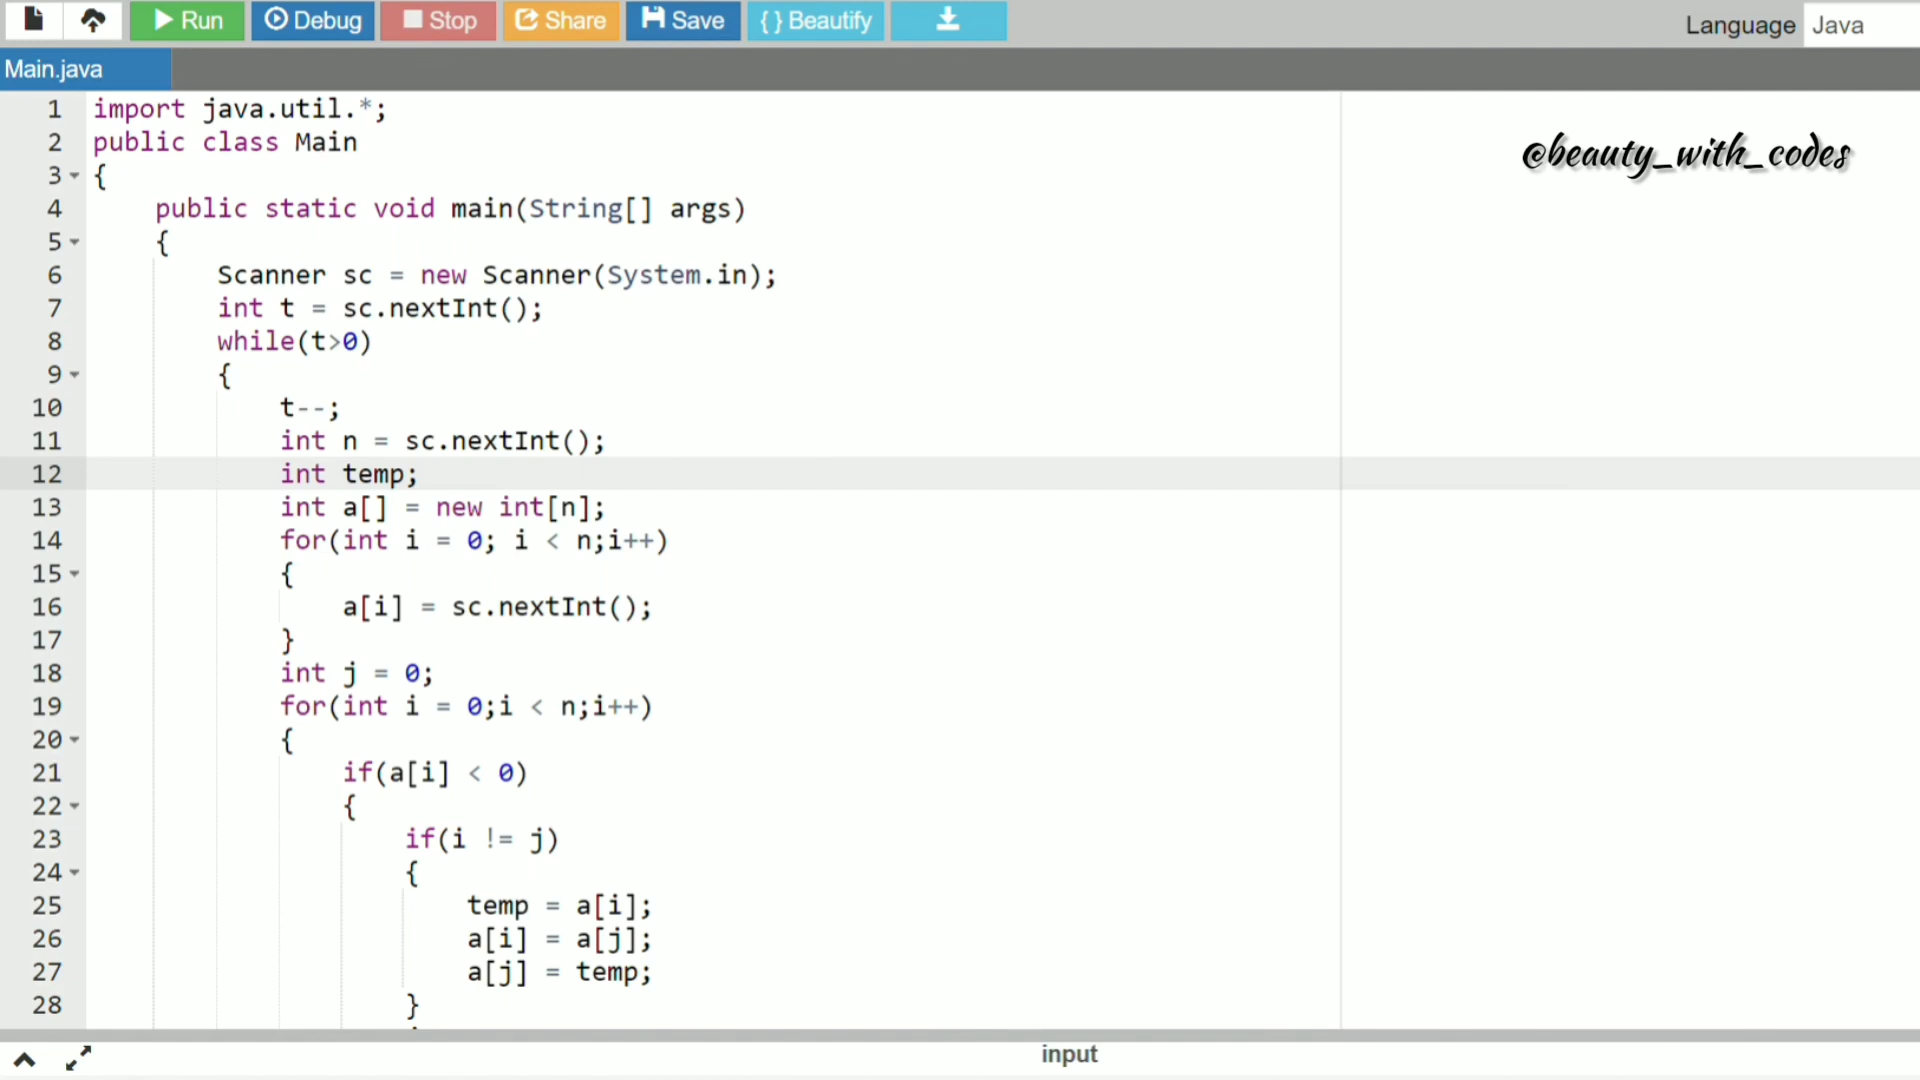 Run Debug Stop Share Save { } Beautify Language Java
Main.java
1 import java.util.*;
2 public class Main
@beauty_with_codes
3 {
4 public static void main(String[] args)
5 {
6 Scanner sc = new Scanner(System.in);
7 int t = sc.nextInt();
8 while(t>0)
9 {
10 t--;
11 int n = sc.nextInt();
12 int temp;
13 int a[] = new int[n];
14 for(int i = 0; i < n;i++)
15 {
16 a[i] = sc.nextInt();
17 }
18 int j = 0;
19 for(int i = 0;i < n;i++)
20 {
21 if(a[i] < 0)
22 {
23 if(i != j)
24 {
25 temp = a[i];
26 a[i] = a[j];
27 a[j] = temp;
28 }
input